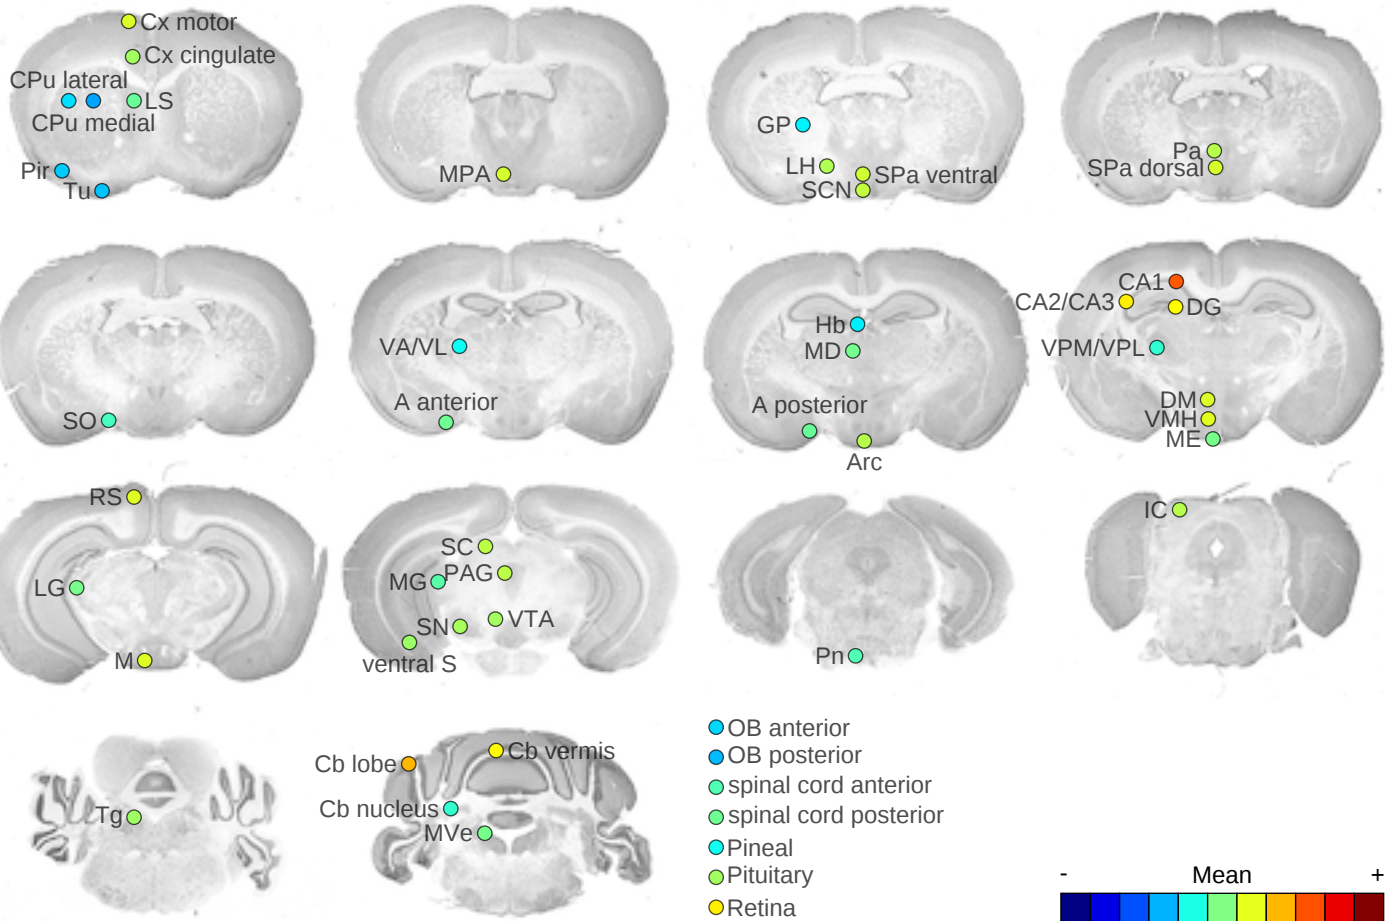 Cx motor
Cx cingulate
CPu lateral
LS
CPu medial
Pir
Tu
MPA
GP
LH
SPa ventral
SCN
Pa
SPa dorsal
SO
VA/VL
A anterior
Hb
MD
A posterior
Arc
CA1
CA2/CA3
DG
VPM/VPL
DM
VMH
ME
RS
LG
M
SC
PAG
MG
VTA
SN
ventral S
Pn
IC
Tg
Cb vermis
Cb lobe
Cb nucleus
MVe
OB anterior
OB posterior
spinal cord anterior
spinal cord posterior
Pineal
Pituitary
Retina
- Mean +